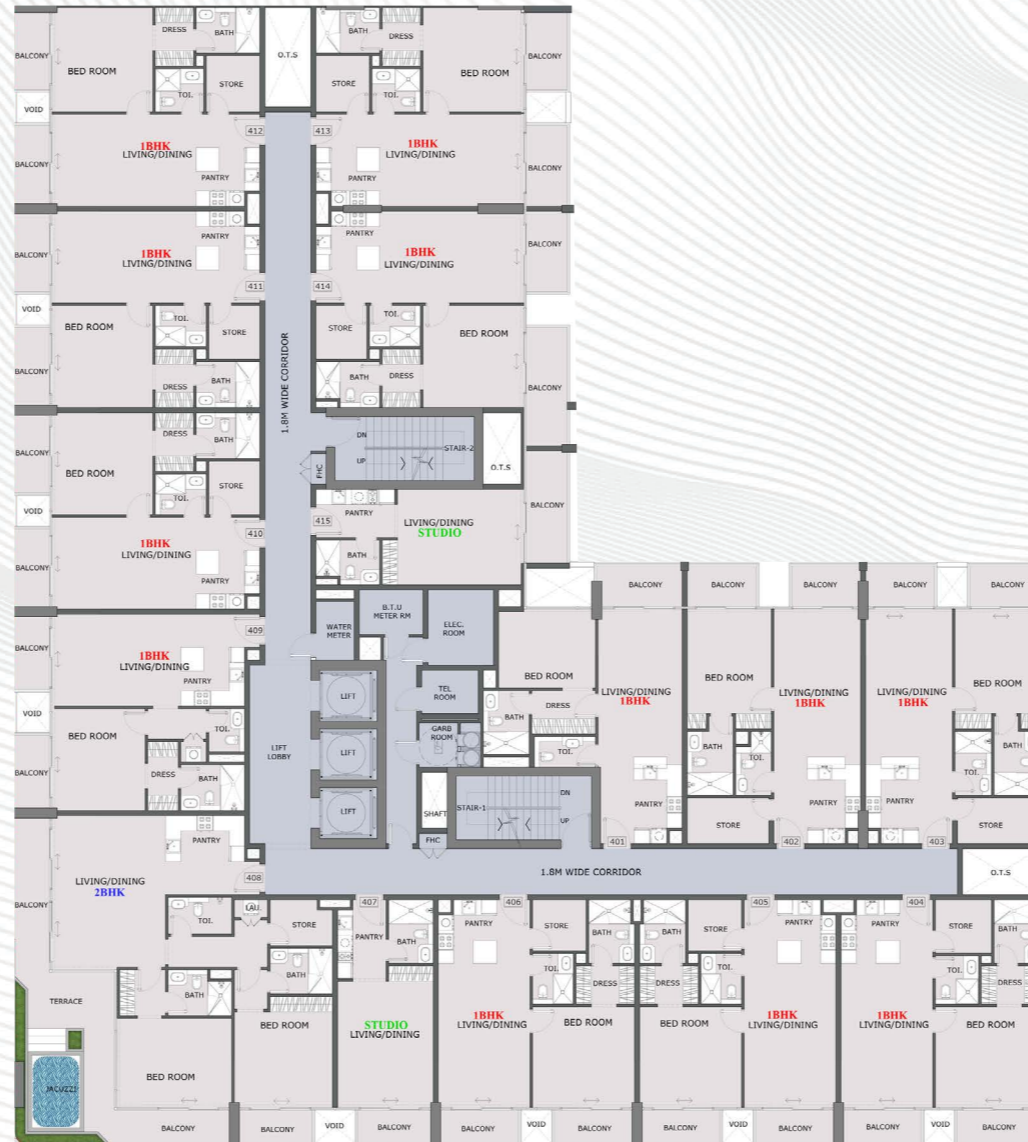 DRESS
BATH
O.T.S
BATH
DRESS
BALCONY
BED ROOM
STORE
STORE
BED ROOM
BALCONY
TOI.
TOI.
VOID
412
413
1BHK
LIVING/DINING
1BHK
LIVING/DINING
BALCONY
BALCONY
PANTRY
PANTRY
PANTRY
PANTRY
BALCONY
1BHK
LIVING/DINING
1BHK
LIVING/DINING
BALCONY
411
414
VOID
TOI.
TOI.
BED ROOM
STORE
STORE
BED ROOM
1.8M WIDE CORRIDOR
BALCONY
DRESS
BATH
BATH
DRESS
BALCONY
DRESS
BATH
DN
UP
STAIR-2
O.T.S
FHC
BALCONY
BED ROOM
STORE
TOI.
VOID
PANTRY
BALCONY
415
LIVING/DINING
STUDIO
410
1BHK
LIVING/DINING
BATH
BALCONY
PANTRY
BALCONY
BALCONY
BALCONY
BALCONY
BALCONY
WATER
METER
B.T.U
METER RM
ELEC.
ROOM
409
1BHK
LIVING/DINING
BALCONY
PANTRY
BED ROOM
BED ROOM
BED ROOM
LIFT
TEL
ROOM
LIVING/DINING
1BHK
LIVING/DINING
1BHK
LIVING/DINING
1BHK
DRESS
BATH
VOID
BED ROOM
TOI.
GARB
ROOM
LIFT
LIFT
LOBBY
TOI.
BATH
TOI.
TOI.
BATH
BALCONY
DRESS
BATH
LIFT
SHAFT
STAIR-1
DN
UP
PANTRY
PANTRY
PANTRY
STORE
STORE
FHC
401
402
403
PANTRY
1.8M WIDE CORRIDOR
O.T.S
LIVING/DINING
2BHK
408
BALCONY
407
406
405
404
TOI.
LAU.
STORE
PANTRY
BATH
PANTRY
STORE
BATH
BATH
STORE
PANTRY
PANTRY
STORE
BATH
BATH
BATH
TOI.
DRESS
DRESS
TOI.
TOI.
DRESS
TERRACE
BED ROOM
STUDIO
LIVING/DINING
1BHK
LIVING/DINING
BED ROOM
BED ROOM
1BHK
LIVING/DINING
1BHK
LIVING/DINING
BED ROOM
BED ROOM
JACUZZI
BALCONY
BALCONY
VOID
BALCONY
BALCONY
VOID
BALCONY
BALCONY
VOID
BALCONY
BALCONY
VOID
BALCONY